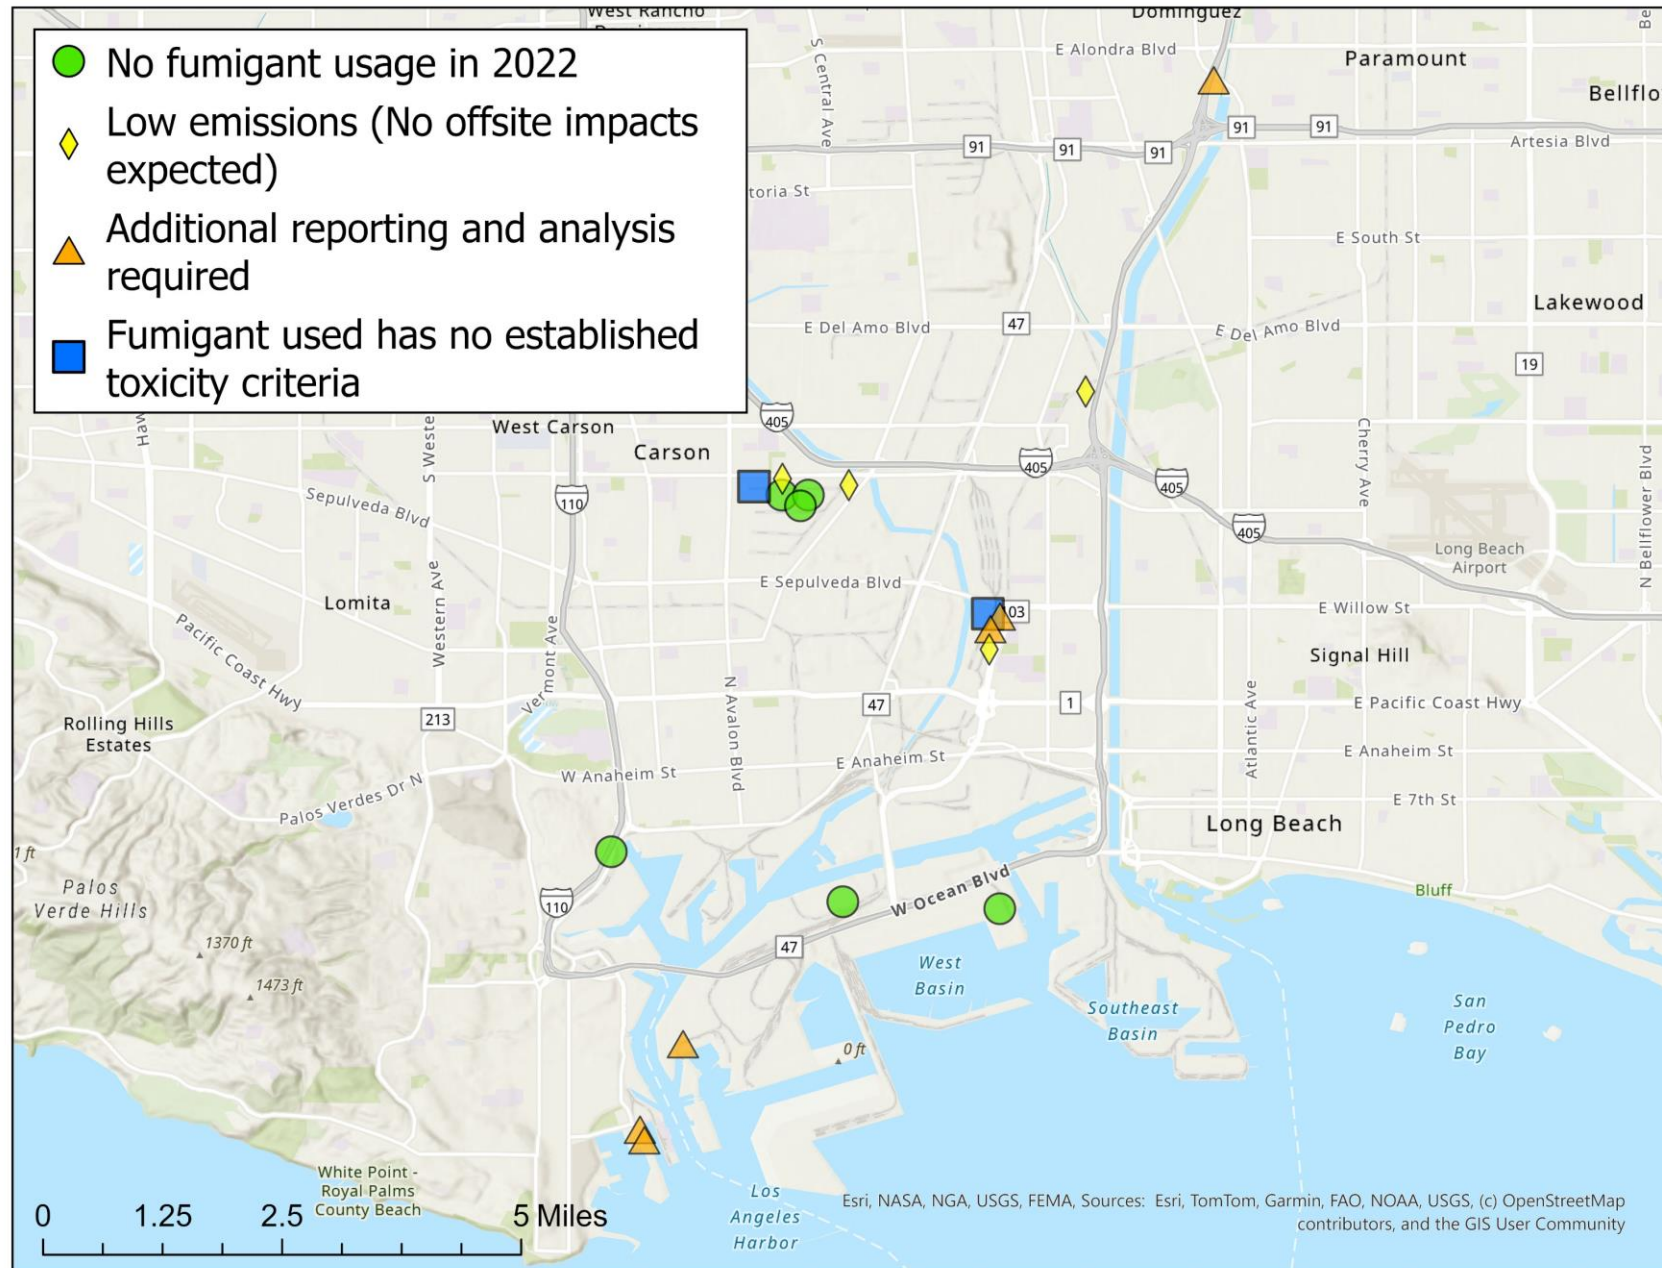 West Rancho
Dominguez
E Alondra Blvd
Paramount
Bellflo
Be
No fumigant usage in 2022
Low emissions (No offsite impacts
expected)
Additional reporting and analysis
required
Fumigant used has no established
toxicity criteria
S Central Ave
91
91
91
91
91
Artesia Blvd
toria St
E South St
Lakewood
E Del Amo Blvd
47
E Del Amo Blvd
19
Haw
S Weste
West Carson
Carson
405
405
405
405
Cherry Ave
N Bellflower Blvd
Sepulveda Blvd
110
Long Beach
Airport
Western Ave
Lomita
E Sepulveda Blvd
03
E Willow St
Signal Hill
Pacific Coast Hwy
Vermont Ave
N Avalon Blvd
Atlantic Ave
Rolling Hills
Estates
213
47
1
E Pacific Coast Hwy
W Anaheim St
E Anaheim St
E Anaheim St
Palos Verdes Dr N
E 7th St
Long Beach
1 ft
Palos
Verde Hills
110
W Ocean Blvd
Bluff
1370 ft
47
1473 ft
West
Basin
Southeast
Basin
San
Pedro
Bay
0 ft
White Point -
Royal Palms
County Beach
Los
Angeles
Harbor
0 1.25 2.5 5 Miles
Esri, NASA, NGA, USGS, FEMA, Sources: Esri, TomTom, Garmin, FAO, NOAA, USGS, (c) OpenStreetMap
contributors, and the GIS User Community